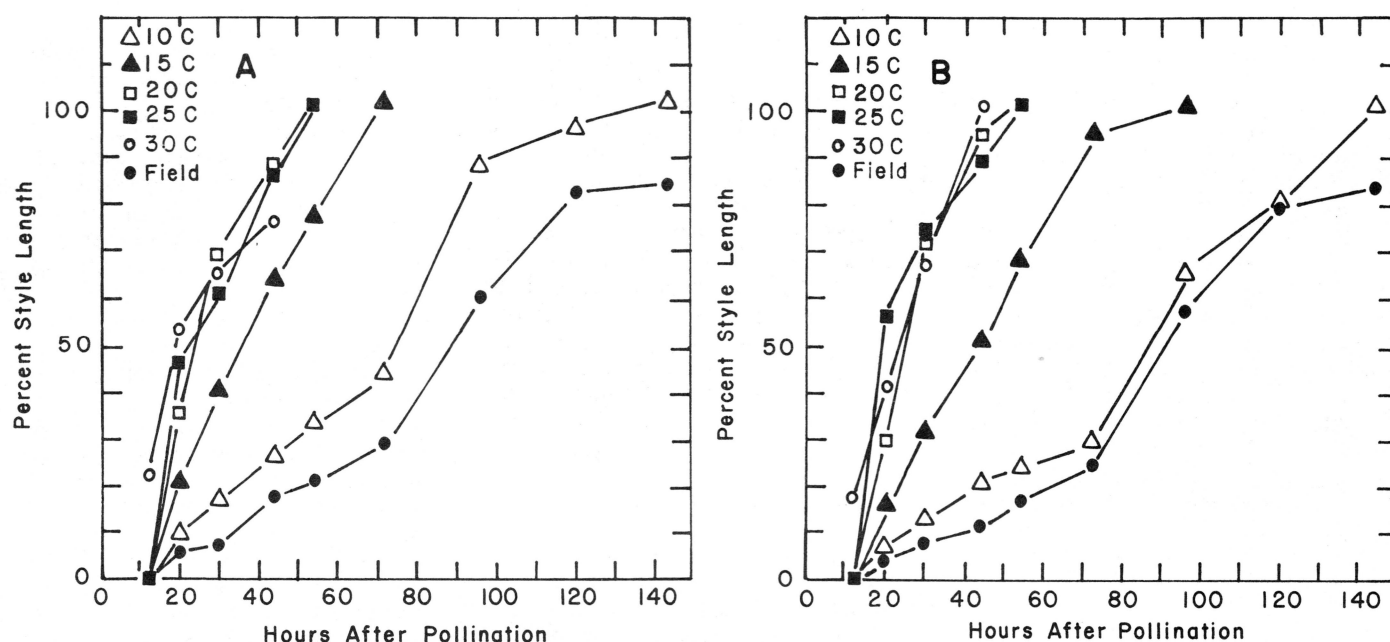 A
△ 10 C
▲ 15 C
□ 20 C
■ 25 C
○ 30 C
● Field
100
50
0
0 20 40 60 80 100 120 140
Percent Style Length
Hours After Pollination
B
△ 10 C
▲ 15 C
□ 20 C
■ 25 C
○ 30 C
● Field
100
50
0
0 20 40 60 80 100 120 140
Percent Style Length
Hours After Pollination